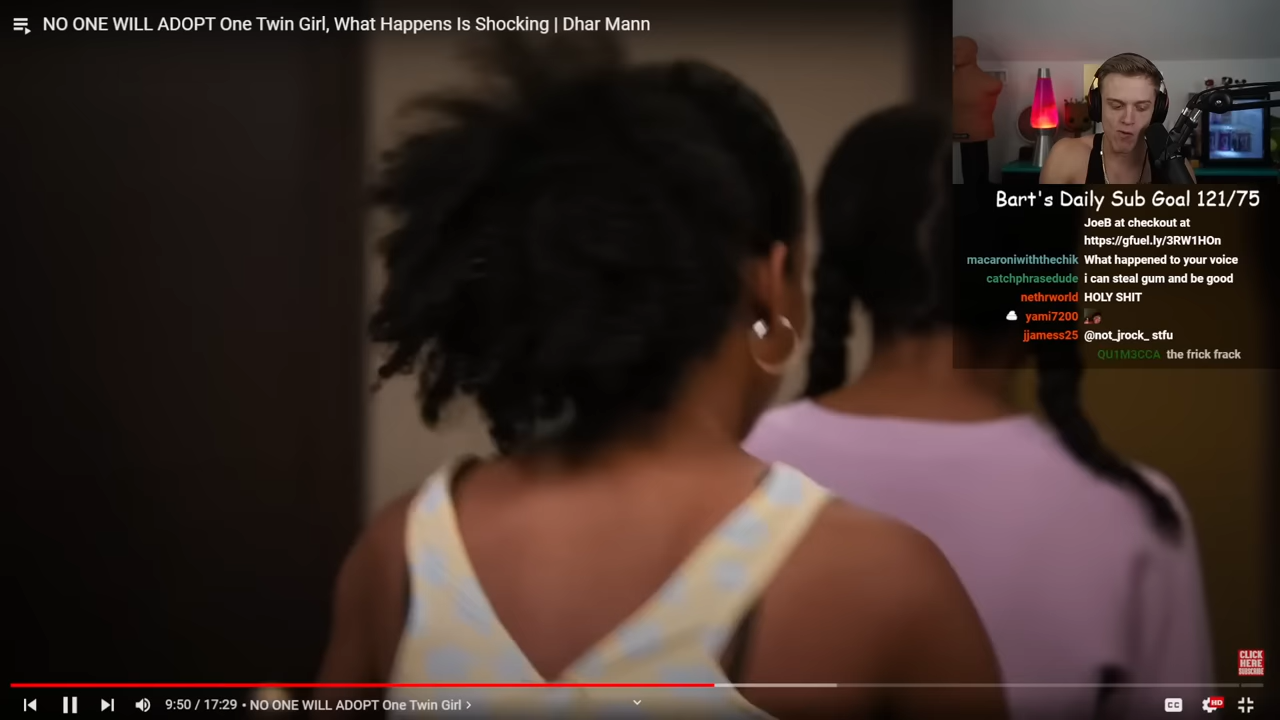 NO ONE WILL ADOPT One Twin Girl, What Happens Is Shocking | Dhar Mann
Bart's Daily Sub Goal 121/75
JoeB at checkout at
https://gfuel.ly/3RW1HOn
macaroniwiththechik What happened to your voice
catchphrasedude i can steal gum and be good
nethrworld HOLY SHIT
yami7200
jjamess25 @not_jrock_ stfu
QU1M3CCA the frick frack
CLICK
HERE
SUBSCRIBE
9:50 / 17:29 • NO ONE WILL ADOPT One Twin Girl
CC
HD